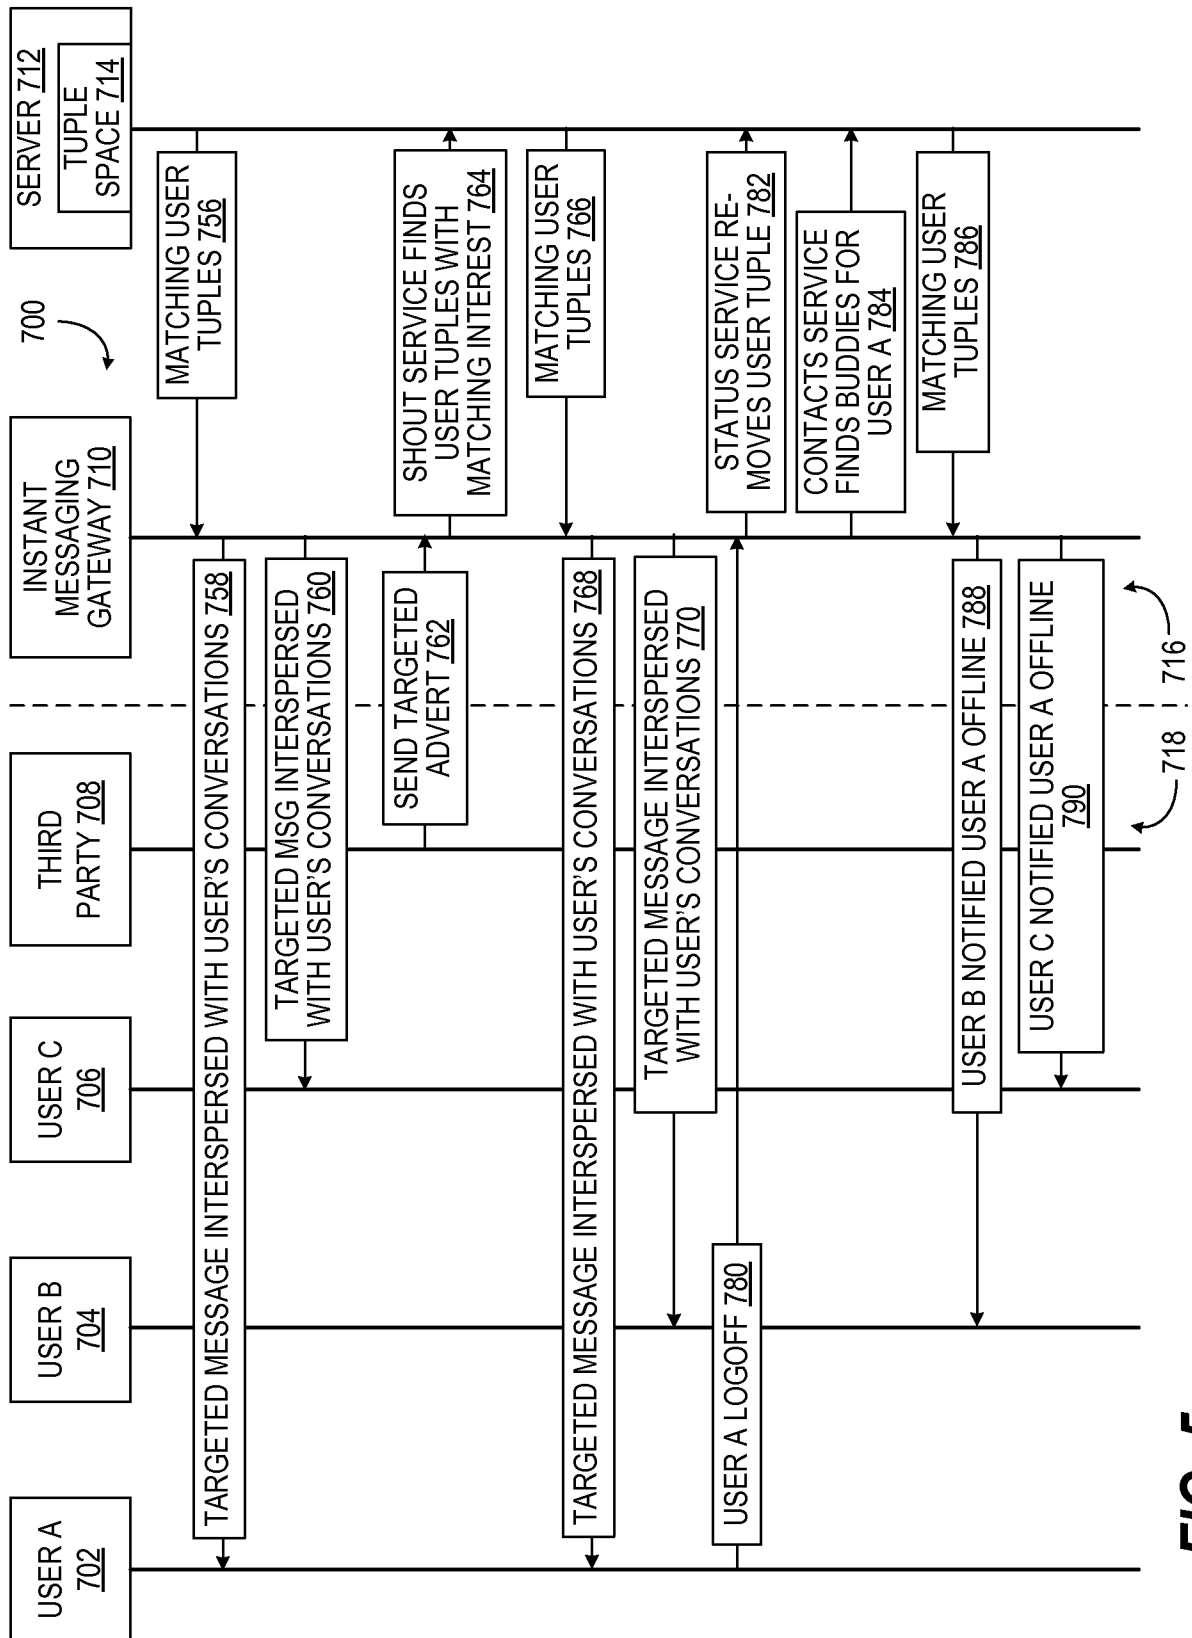 USER A
702
USER B
704
USER C
706
THIRD
PARTY 708
INSTANT
MESSAGING
GATEWAY 710
SERVER 712
TUPLE
SPACE 714
700
MATCHING USER
TUPLES 756
TARGETED MESSAGE INTERSPERSED WITH USER'S CONVERSATIONS 758
TARGETED MSG INTERSPERSED
WITH USER'S CONVERSATIONS 760
SEND TARGETED
ADVERT 762
SHOUT SERVICE FINDS
USER TUPLES WITH
MATCHING INTEREST 764
MATCHING USER
TUPLES 766
TARGETED MESSAGE INTERSPERSED WITH USER'S CONVERSATIONS 768
TARGETED MESSAGE INTERSPERSED
WITH USER'S CONVERSATIONS 770
USER A LOGOFF 780
STATUS SERVICE RE-
MOVES USER TUPLE 782
CONTACTS SERVICE
FINDS BUDDIES FOR
USER A 784
MATCHING USER
TUPLES 786
USER B NOTIFIED USER A OFFLINE 788
USER C NOTIFIED USER A OFFLINE
790
718
716
FIG.